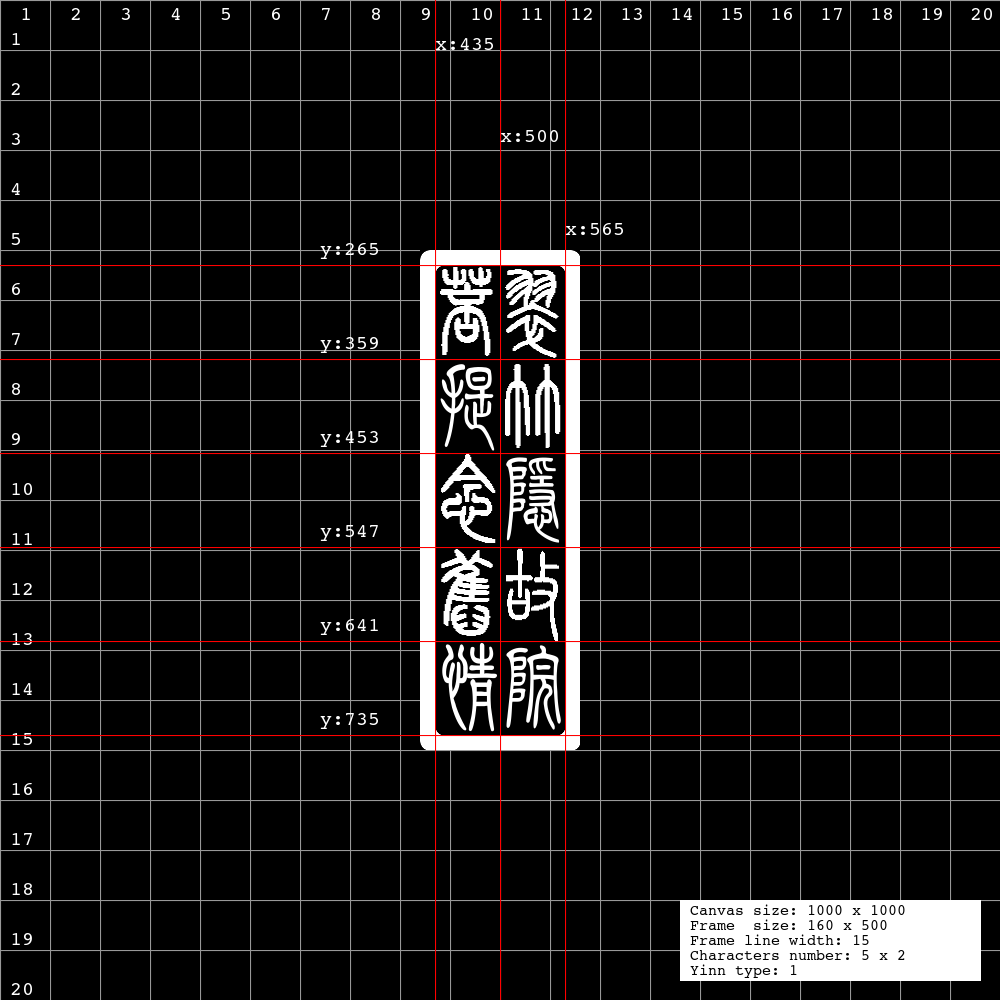 1 2 3 4 5 6 7 8 9 10 11 12 13 14 15 16 17 18 19 20
1
2
3
4
5
6
7
8
9
10
11
12
13
14
15
16
17
18
19
20
x:435
x:500
x:565
y:265
y:359
y:453
y:547
y:641
y:735
翠竹隱故院
菩提念舊情
Canvas size: 1000 x 1000
Frame  size: 160 x 500
Frame line width: 15
Characters number: 5 x 2
Yinn type: 1